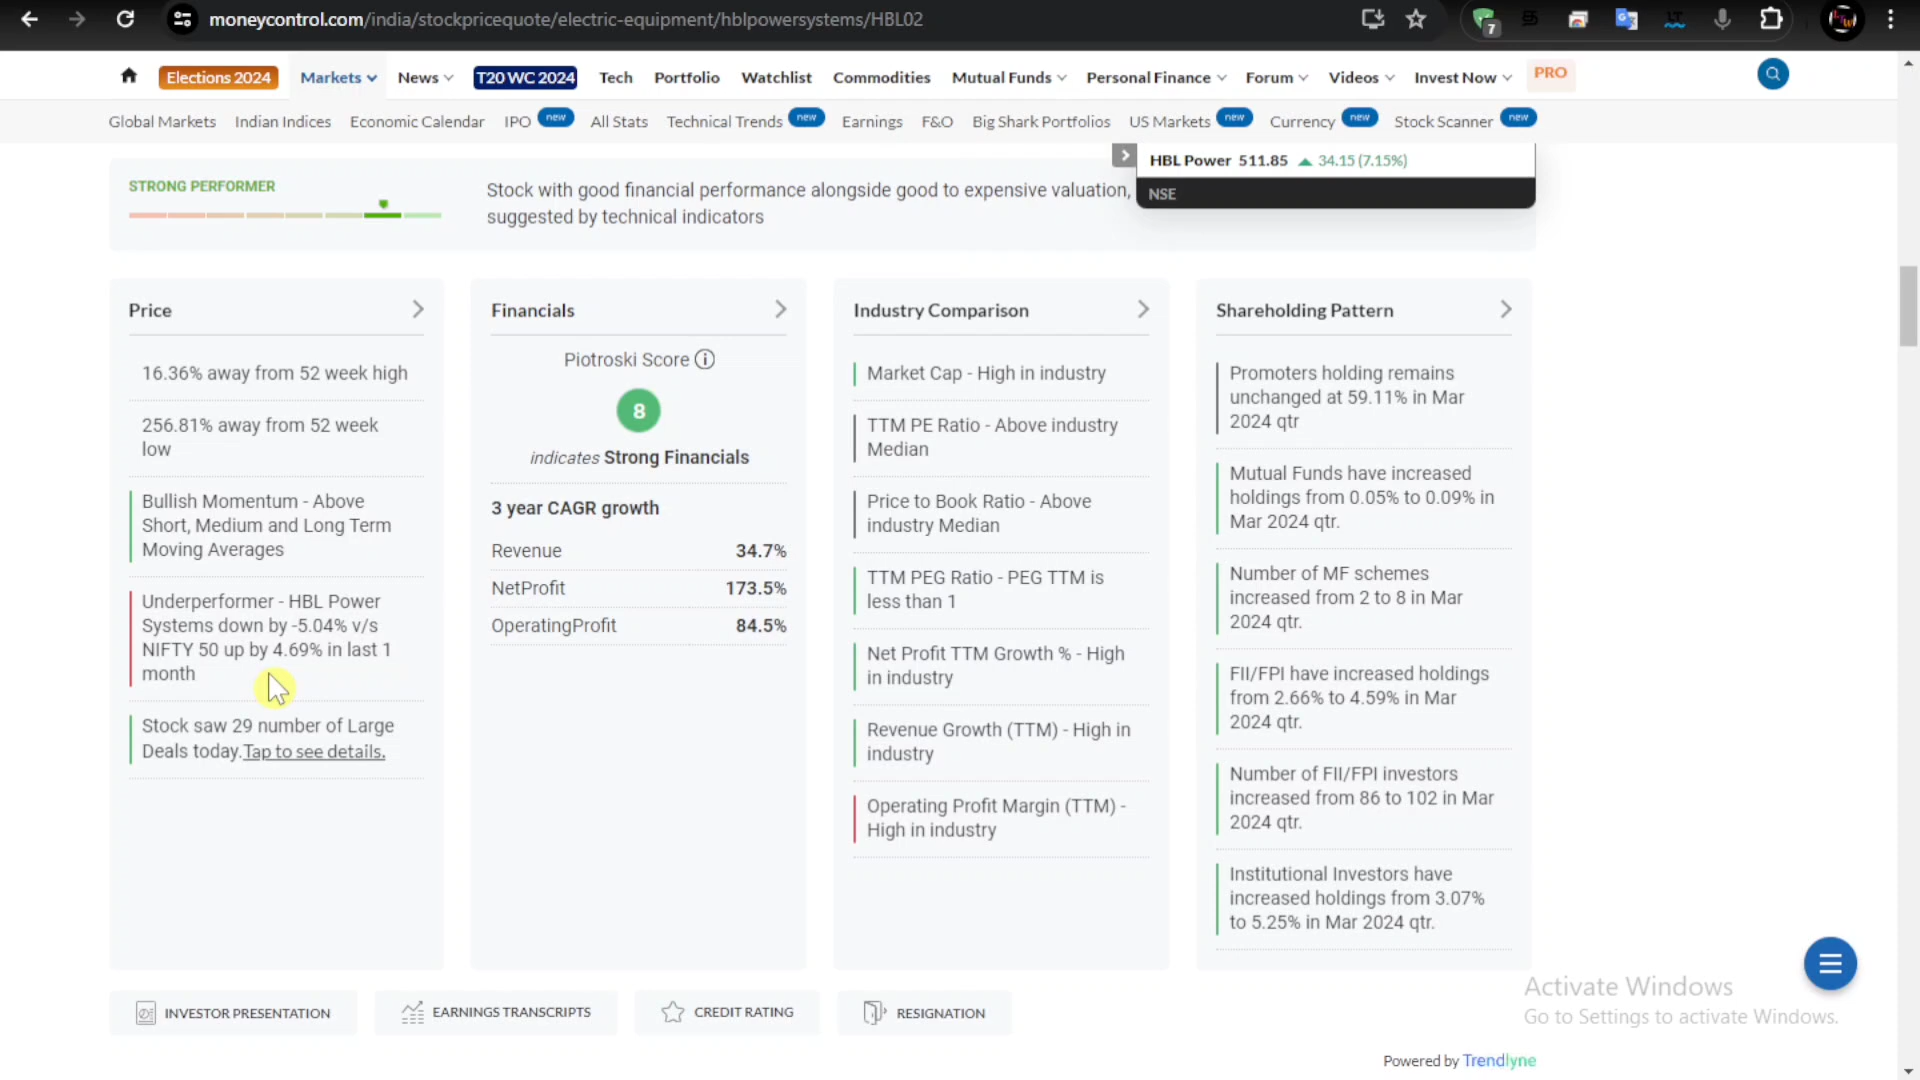 moneycontrol.com/india/stockpricequote/electric-equipment/hblpowersystems/HBL02
7
Elections 2024 Markets News T20 WC 2024 Tech Portfolio Watchlist Commodities Mutual Funds Personal Finance Forum Videos Invest Now PRO
Global Markets Indian Indices Economic Calendar IPO new All Stats Technical Trends new Earnings F&O Big Shark Portfolios US Markets new Currency new Stock Scanner new
HBL Power 511.85 34.15 (7.15%)
NSE
STRONG PERFORMER
Stock with good financial performance alongside good to expensive valuation,
suggested by technical indicators
Price
16.36% away from 52 week high
256.81% away from 52 week
low
Bullish Momentum - Above
Short, Medium and Long Term
Moving Averages
Underperformer - HBL Power
Systems down by -5.04% v/s
NIFTY 50 up by 4.69% in last 1
month
Stock saw 29 number of Large
Deals today.Tap to see details.
Financials
Piotroski Score
8
indicates Strong Financials
3 year CAGR growth
Revenue 34.7%
NetProfit 173.5%
OperatingProfit 84.5%
Industry Comparison
Market Cap - High in industry
TTM PE Ratio - Above industry
Median
Price to Book Ratio - Above
industry Median
TTM PEG Ratio - PEG TTM is
less than 1
Net Profit TTM Growth % - High
in industry
Revenue Growth (TTM) - High in
industry
Operating Profit Margin (TTM) -
High in industry
Shareholding Pattern
Promoters holding remains
unchanged at 59.11% in Mar
2024 qtr
Mutual Funds have increased
holdings from 0.05% to 0.09% in
Mar 2024 qtr.
Number of MF schemes
increased from 2 to 8 in Mar
2024 qtr.
FII/FPI have increased holdings
from 2.66% to 4.59% in Mar
2024 qtr.
Number of FII/FPI investors
increased from 86 to 102 in Mar
2024 qtr.
Institutional Investors have
increased holdings from 3.07%
to 5.25% in Mar 2024 qtr.
INVESTOR PRESENTATION EARNINGS TRANSCRIPTS CREDIT RATING RESIGNATION
Activate Windows
Go to Settings to activate Windows.
Powered by Trendlyne